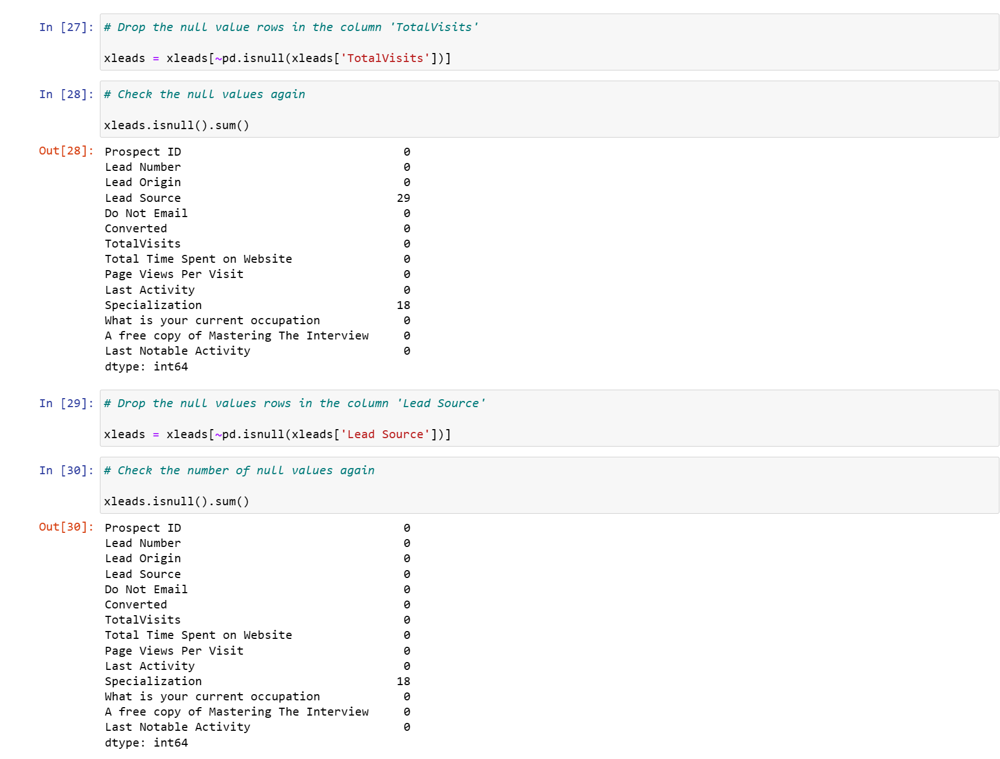 In [27]: # Drop the null value rows in the column 'TotalVisits'
xleads = xleads[~pd.isnull(xleads['TotalVisits'])]
In [28]: # Check the null values again
xleads.isnull().sum()
Out[28]: Prospect ID 0
Lead Number 0
Lead Origin 0
Lead Source 29
Do Not Email 0
Converted 0
TotalVisits 0
Total Time Spent on Website 0
Page Views Per Visit 0
Last Activity 0
Specialization 18
What is your current occupation 0
A free copy of Mastering The Interview 0
Last Notable Activity 0
dtype: int64
In [29]: # Drop the null values rows in the column 'Lead Source'
xleads = xleads[~pd.isnull(xleads['Lead Source'])]
In [30]: # Check the number of null values again
xleads.isnull().sum()
Out[30]: Prospect ID 0
Lead Number 0
Lead Origin 0
Lead Source 0
Do Not Email 0
Converted 0
TotalVisits 0
Total Time Spent on Website 0
Page Views Per Visit 0
Last Activity 0
Specialization 18
What is your current occupation 0
A free copy of Mastering The Interview 0
Last Notable Activity 0
dtype: int64